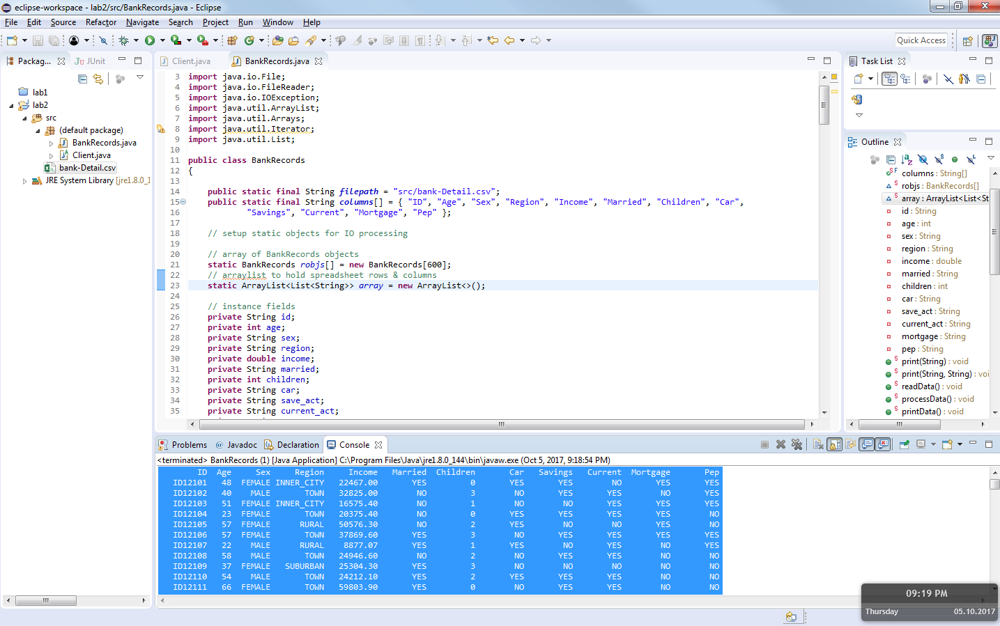 eclipse-workspace - lab2/src/BankRecords.java - Eclipse
File Edit Source Refactor Navigate Search Project Run Window Help
Quick Access
Packag... JUnit
lab1
lab2
src
(default package)
BankRecords.java
Client.java
bank-Detail.csv
JRE System Library [jre1.8.0_1
Client.java BankRecords.java
3 import java.io.File;
4 import java.io.FileReader;
5 import java.io.IOException;
6 import java.util.ArrayList;
7 import java.util.Arrays;
8 import java.util.Iterator;
9 import java.util.List;
10
11 public class BankRecords
12 {
13
14 public static final String filepath = "src/bank-Detail.csv";
15 public static final String columns[] = { "ID", "Age", "Sex", "Region", "Income", "Married", "Children", "Car",
16 "Savings", "Current", "Mortgage", "Pep" };
17
18 // setup static objects for IO processing
19
20 // array of BankRecords objects
21 static BankRecords robjs[] = new BankRecords[600];
22 // arraylist to hold spreadsheet rows & columns
23 static ArrayList<List<String>> array = new ArrayList<>();
24
25 // instance fields
26 private String id;
27 private int age;
28 private String sex;
29 private String region;
30 private double income;
31 private String married;
32 private int children;
33 private String car;
34 private String save_act;
35 private String current_act;
Task List
Outline
columns : String[]
robjs : BankRecords[]
array : ArrayList<List<St
id : String
age : int
sex : String
region : String
income : double
married : String
children : int
car : String
save_act : String
current_act : String
mortgage : String
pep : String
print(String) : void
print(String, String) : voi
readData() : void
processData() : void
printData() : void
Problems @ Javadoc Declaration Console
<terminated> BankRecords (1) [Java Application] C:\Program Files\Java\jre1.8.0_144\bin\javaw.exe (Oct 5, 2017, 9:18:54 PM)
ID Age Sex Region Income Married Children Car Savings Current Mortgage Pep
ID12101 48 FEMALE INNER_CITY 22467.00 YES 0 YES YES NO YES YES
ID12102 40 MALE TOWN 32825.00 NO 3 NO NO YES NO YES
ID12103 51 FEMALE INNER_CITY 16575.40 NO 1 NO NO YES YES YES
ID12104 23 FEMALE TOWN 20375.40 NO 0 YES YES YES NO NO
ID12105 57 FEMALE RURAL 50576.30 NO 2 YES NO NO YES NO
ID12106 57 FEMALE TOWN 37869.60 YES 3 NO YES YES YES YES
ID12107 22 MALE RURAL 8877.07 YES 1 YES NO YES NO YES
ID12108 58 MALE TOWN 24946.60 NO 2 NO YES YES NO NO
ID12109 37 FEMALE SUBURBAN 25304.30 YES 3 NO NO NO NO NO
ID12110 54 MALE TOWN 24212.10 YES 2 YES YES YES NO NO
ID12111 66 FEMALE TOWN 59803.90 YES 0 NO YES YES NO NO
09:19 PM
Thursday 05.10.2017